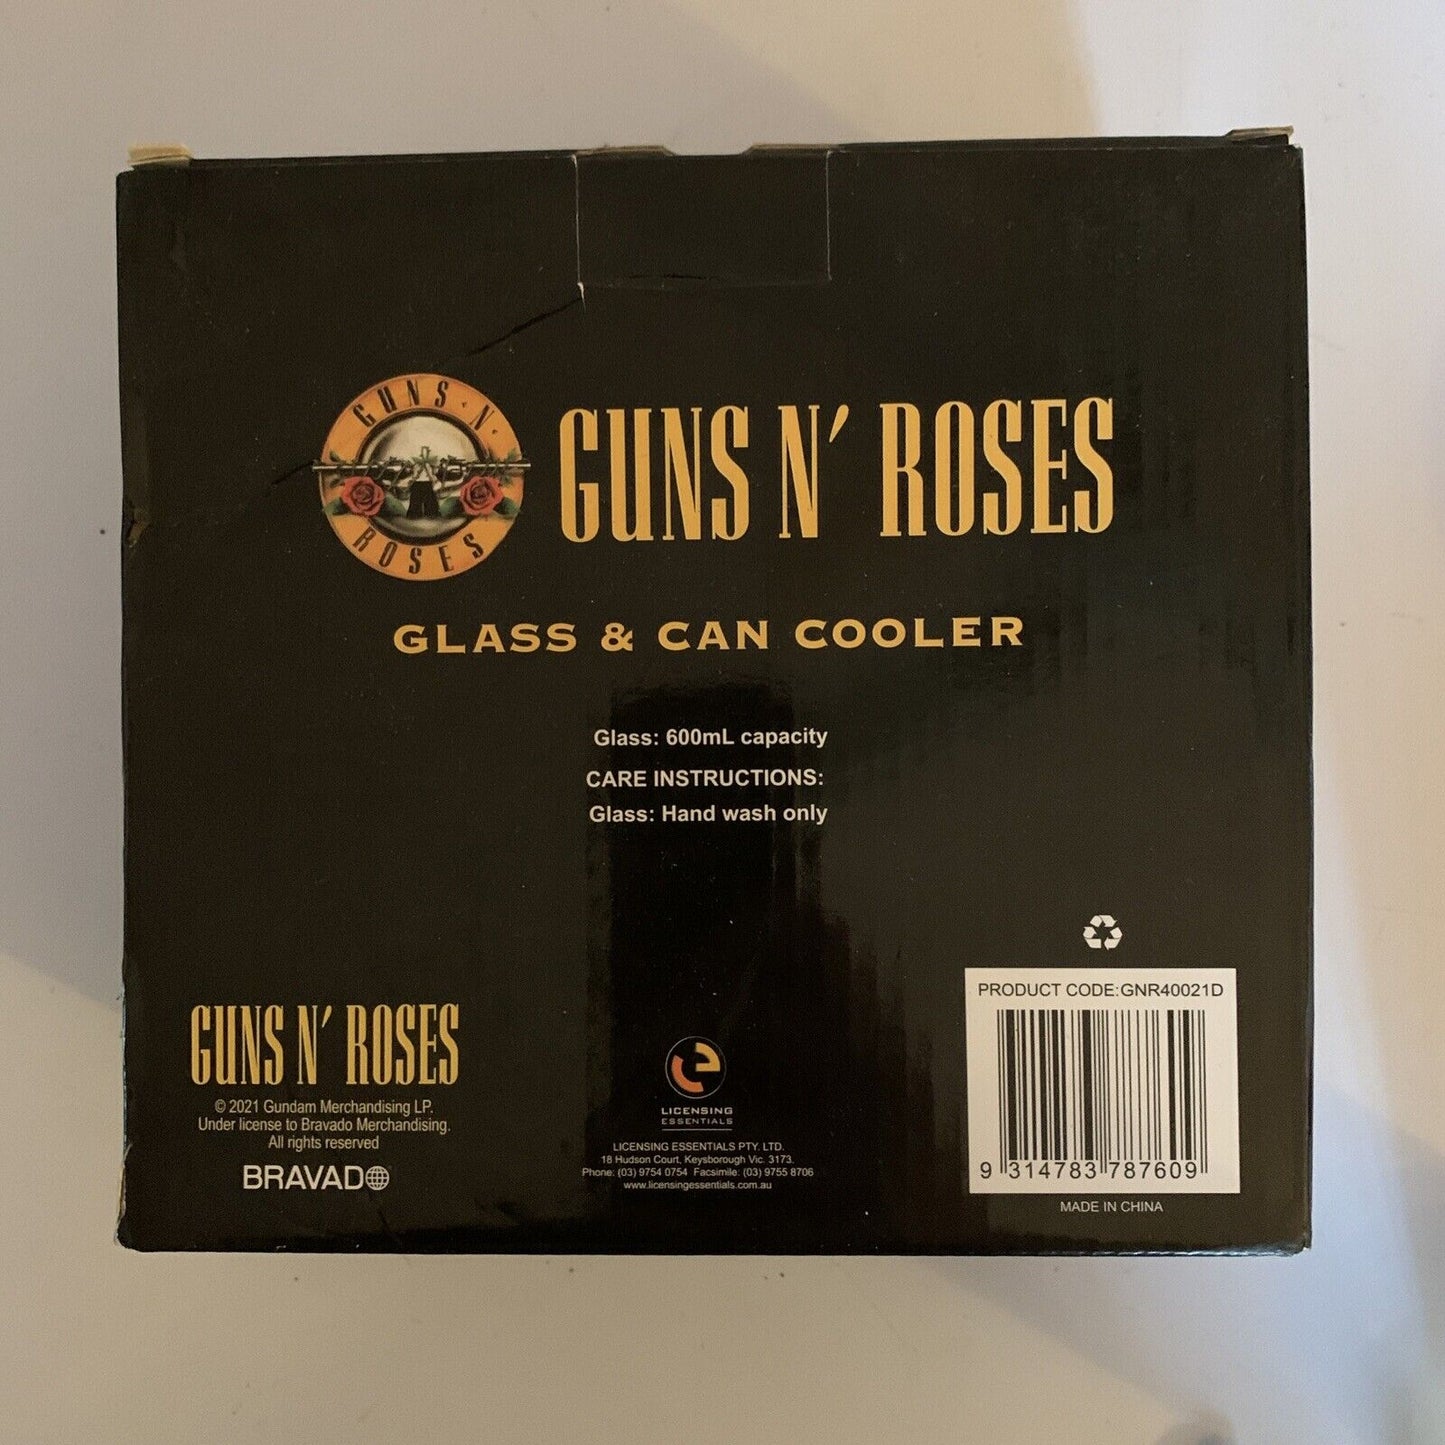 GUNS N' ROSES
GUNS N' ROSES
GLASS & CAN COOLER
Glass: 600mL capacity
CARE INSTRUCTIONS:
Glass: Hand wash only
GUNS N' ROSES
© 2021 Gundam Merchandising LP.
Under license to Bravado Merchandising.
All rights reserved
BRAVADO
LICENSING
ESSENTIALS
LICENSING ESSENTIALS PTY. LTD.
18 Hudson Court, Keysborough Vic. 3173.
Phone: (03) 9754 0754 Facsimile: (03) 9755 8706
www.licensingessentials.com.au
PRODUCT CODE:GNR40021D
9 314783 787609
MADE IN CHINA